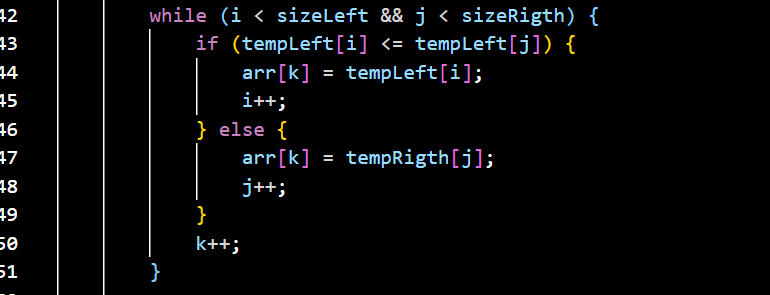 42 while (i < sizeLeft && j < sizeRigth) {
43 if (tempLeft[i] <= tempLeft[j]) {
44 arr[k] = tempLeft[i];
45 i++;
46 } else {
47 arr[k] = tempRigth[j];
48 j++;
49 }
50 k++;
51 }